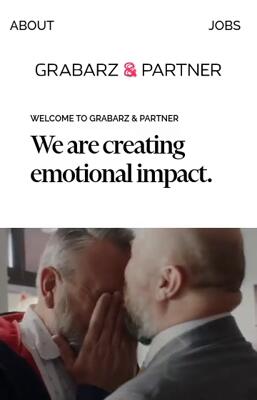 ABOUT
JOBS
GRABARZ & PARTNER
WELCOME TO GRABARZ & PARTNER
We are creating
emotional impact.